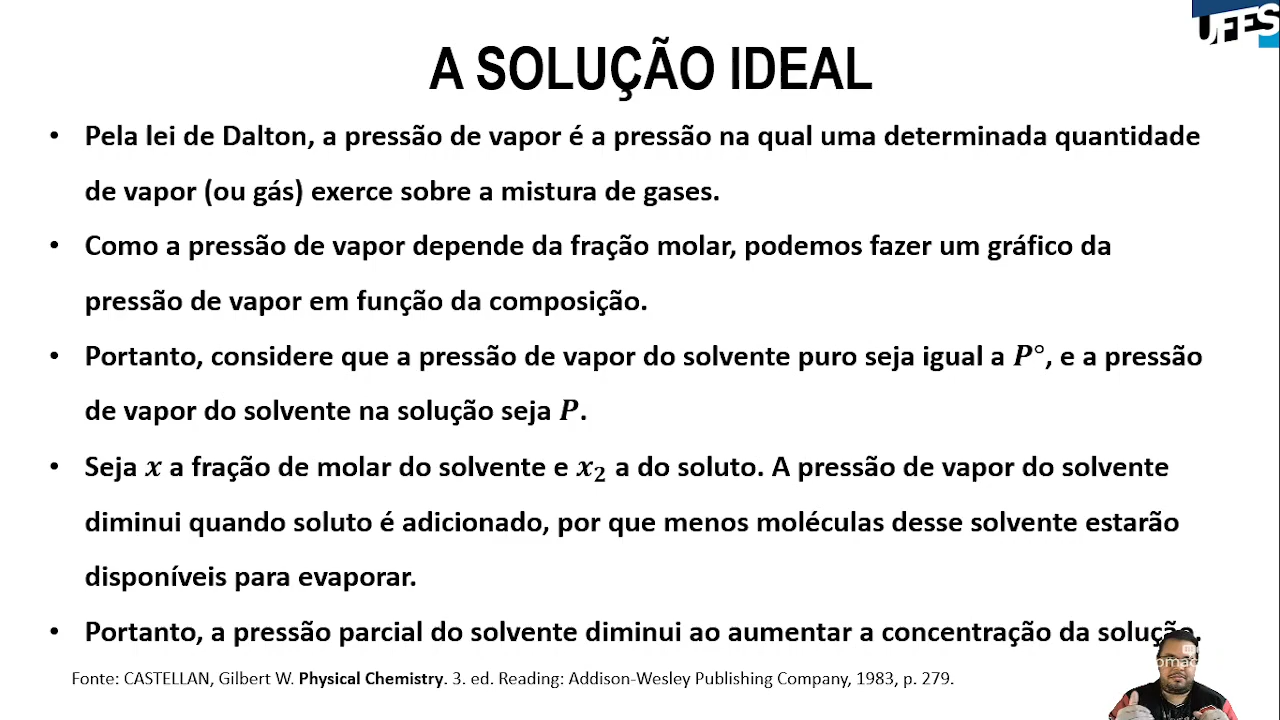 UFES
A SOLUÇÃO IDEAL
• Pela lei de Dalton, a pressão de vapor é a pressão na qual uma determinada quantidade
de vapor (ou gás) exerce sobre a mistura de gases.
• Como a pressão de vapor depende da fração molar, podemos fazer um gráfico da
pressão de vapor em função da composição.
• Portanto, considere que a pressão de vapor do solvente puro seja igual a P°, e a pressão
de vapor do solvente na solução seja P.
• Seja x a fração de molar do solvente e x₂ a do soluto. A pressão de vapor do solvente
diminui quando soluto é adicionado, por que menos moléculas desse solvente estarão
disponíveis para evaporar.
• Portanto, a pressão parcial do solvente diminui ao aumentar a concentração da solução.
Fonte: CASTELLAN, Gilbert W. Physical Chemistry. 3. ed. Reading: Addison-Wesley Publishing Company, 1983, p. 279.